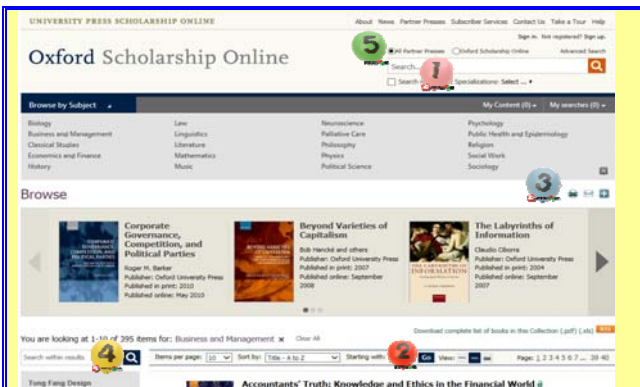 UNIVERSITY PRESS SCHOLARSHIP ONLINE
About News Partner Presses Subscriber Services Contact Us Take a Tour Help
Sign in. Not registered? Sign up.
Oxford Scholarship Online
5
All Partner Presses Oxford Scholarship Online Advanced Search
Search...
1
Search Specializations: Select ...
Browse by Subject
My Content (0) My searches (0)
Biology Law Neuroscience Psychology
Business and Management Linguistics Palliative Care Public Health and Epidemiology
Classical Studies Literature Philosophy Religion
Economics and Finance Mathematics Physics Social Work
History Music Political Science Sociology
Browse
3
Corporate Governance, Competition, and Political Parties
Roger M. Barker
Publisher: Oxford University Press
Published in print: 2010
Published online: May 2010
Beyond Varieties of Capitalism
Bob Hancké and others
Publisher: Oxford University Press
Published in print: 2007
Published online: September 2008
The Labyrinths of Information
Claudio Ciborra
Publisher: Oxford University Press
Published in print: 2004
Published online: September 2007
Download complete list of books in this Collection (.pdf) (.xls) RSS
You are looking at 1-10 of 395 items for: Business and Management x Clear All
4
2
Search within results
Items per page: 10 Sort by: Title - A to Z Starting with: Go View: Page: 1 2 3 4 5 6 7 ... 39 40
Tung Fang Design
Accountants' Truth: Knowledge and Ethics in the Financial World